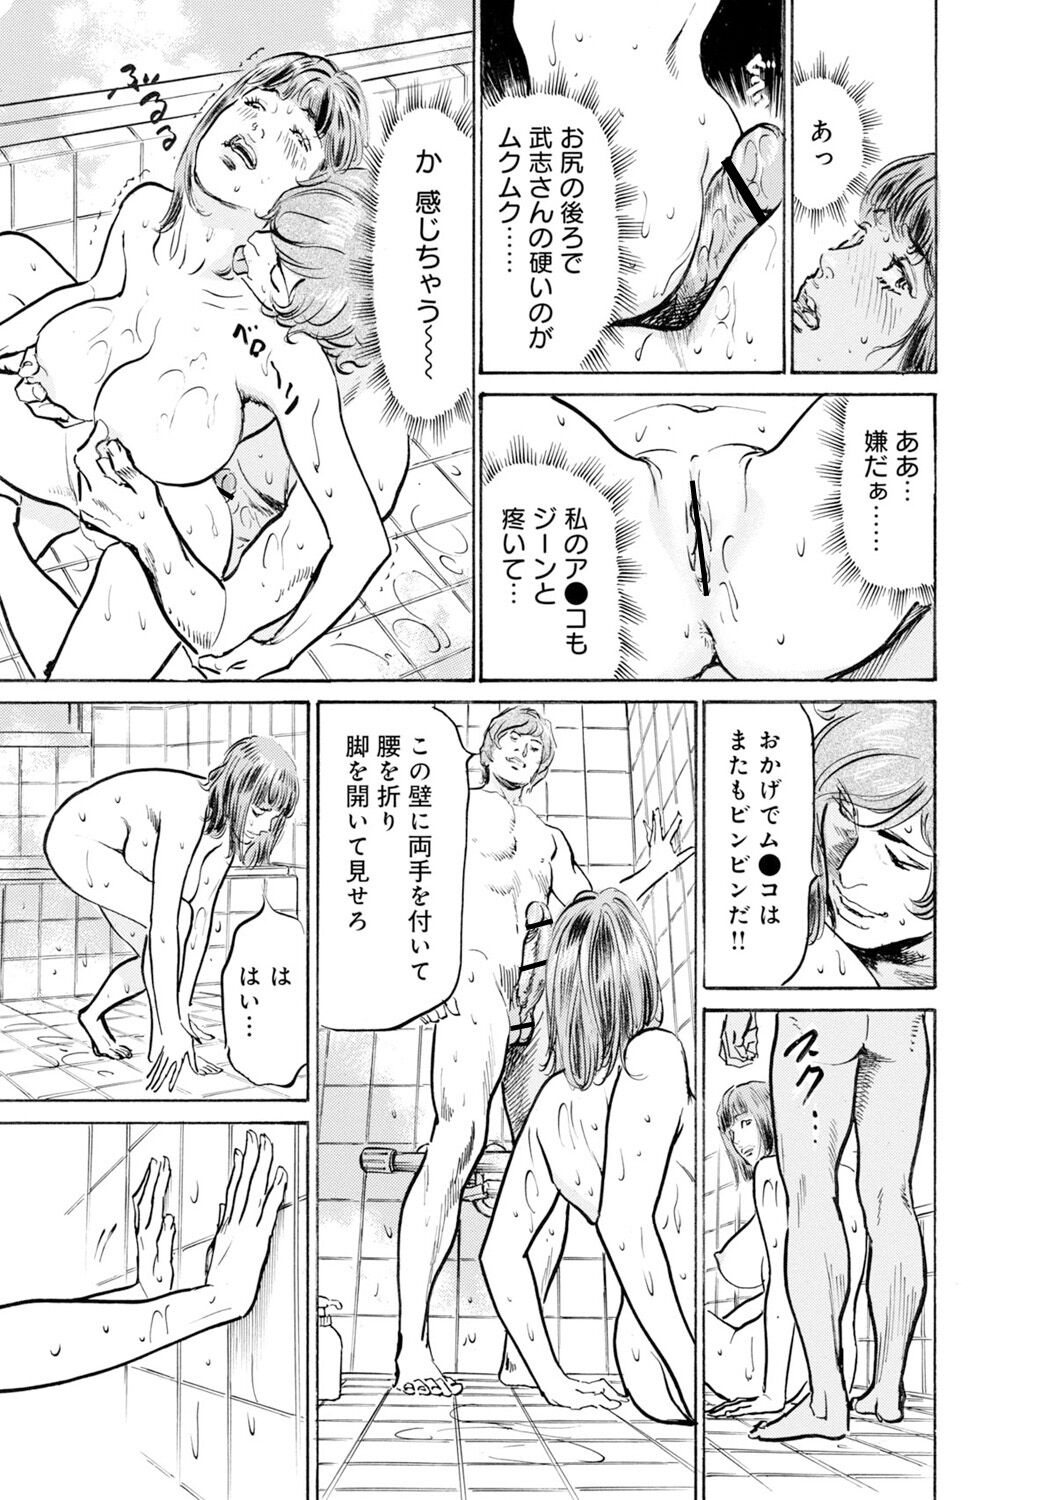 あっ
お尻の後ろで
武志さんの硬いのが
ムクムク……
か 感じちゃう〜〜〜
ぶるるる
ベロ〜リ
ああ…
嫌だぁ……
私のア●コも
ジーンと
疼いて…
おかげでム●コは
またもビンビンだ!!
スク…
この壁に両手を付いて
腰を折り
脚を開いて見せろ
は
はい…